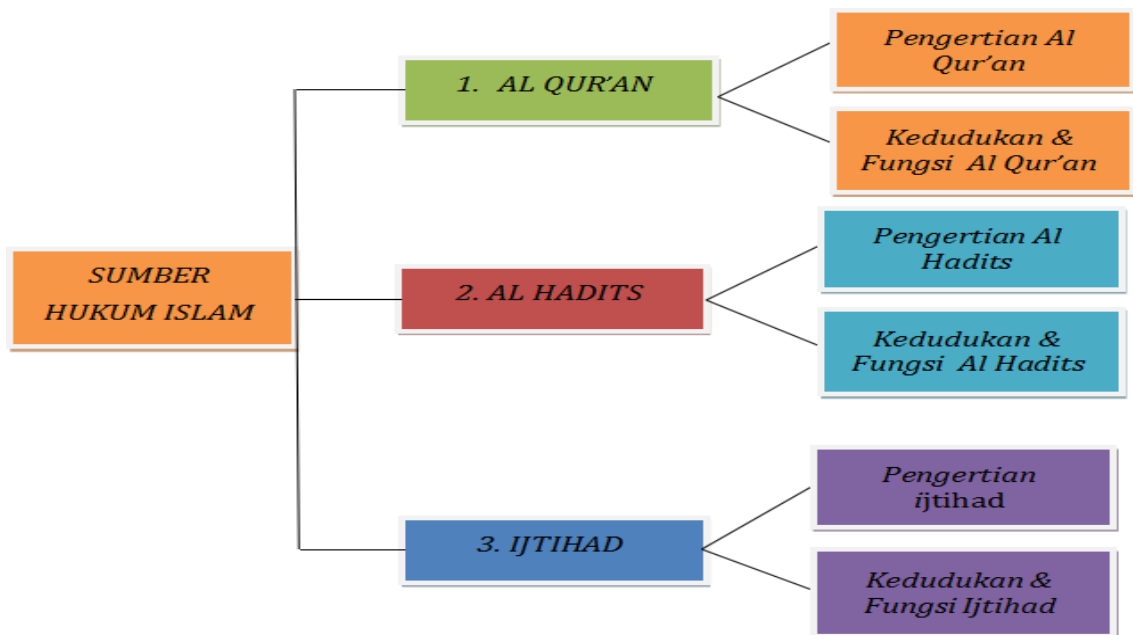 SUMBER
HUKUM ISLAM
1. AL QUR'AN
Pengertian Al
Qur'an
Kedudukan &
Fungsi Al Qur'an
2. AL HADITS
Pengertian Al
Hadits
Kedudukan &
Fungsi Al Hadits
3. IJTIHAD
Pengertian
ijtihad
Kedudukan &
Fungsi Ijtihad